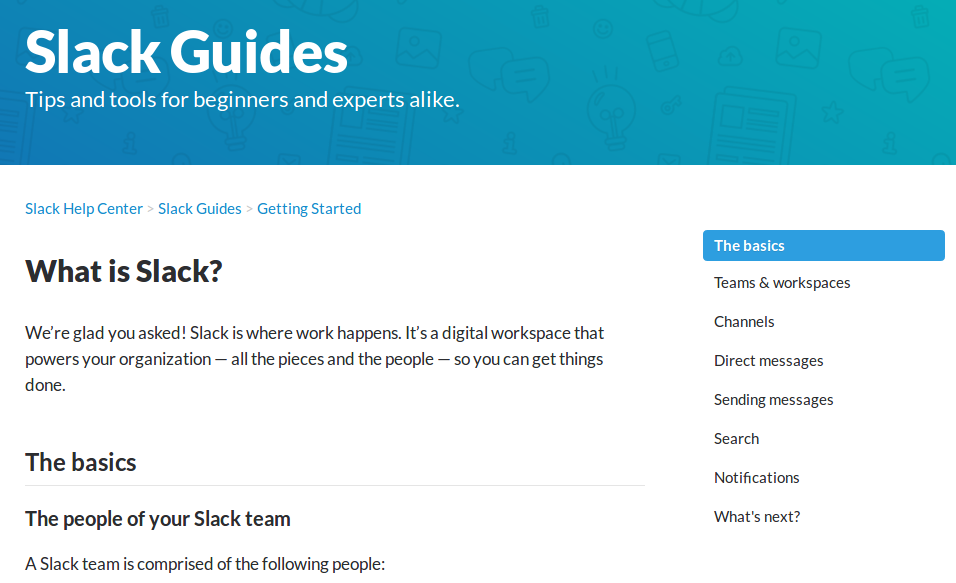 Slack Guides
Tips and tools for beginners and experts alike.
Slack Help Center > Slack Guides > Getting Started
What is Slack?
We’re glad you asked! Slack is where work happens. It’s a digital workspace that
powers your organization — all the pieces and the people — so you can get things
done.
The basics
The people of your Slack team
A Slack team is comprised of the following people:
The basics
Teams & workspaces
Channels
Direct messages
Sending messages
Search
Notifications
What's next?